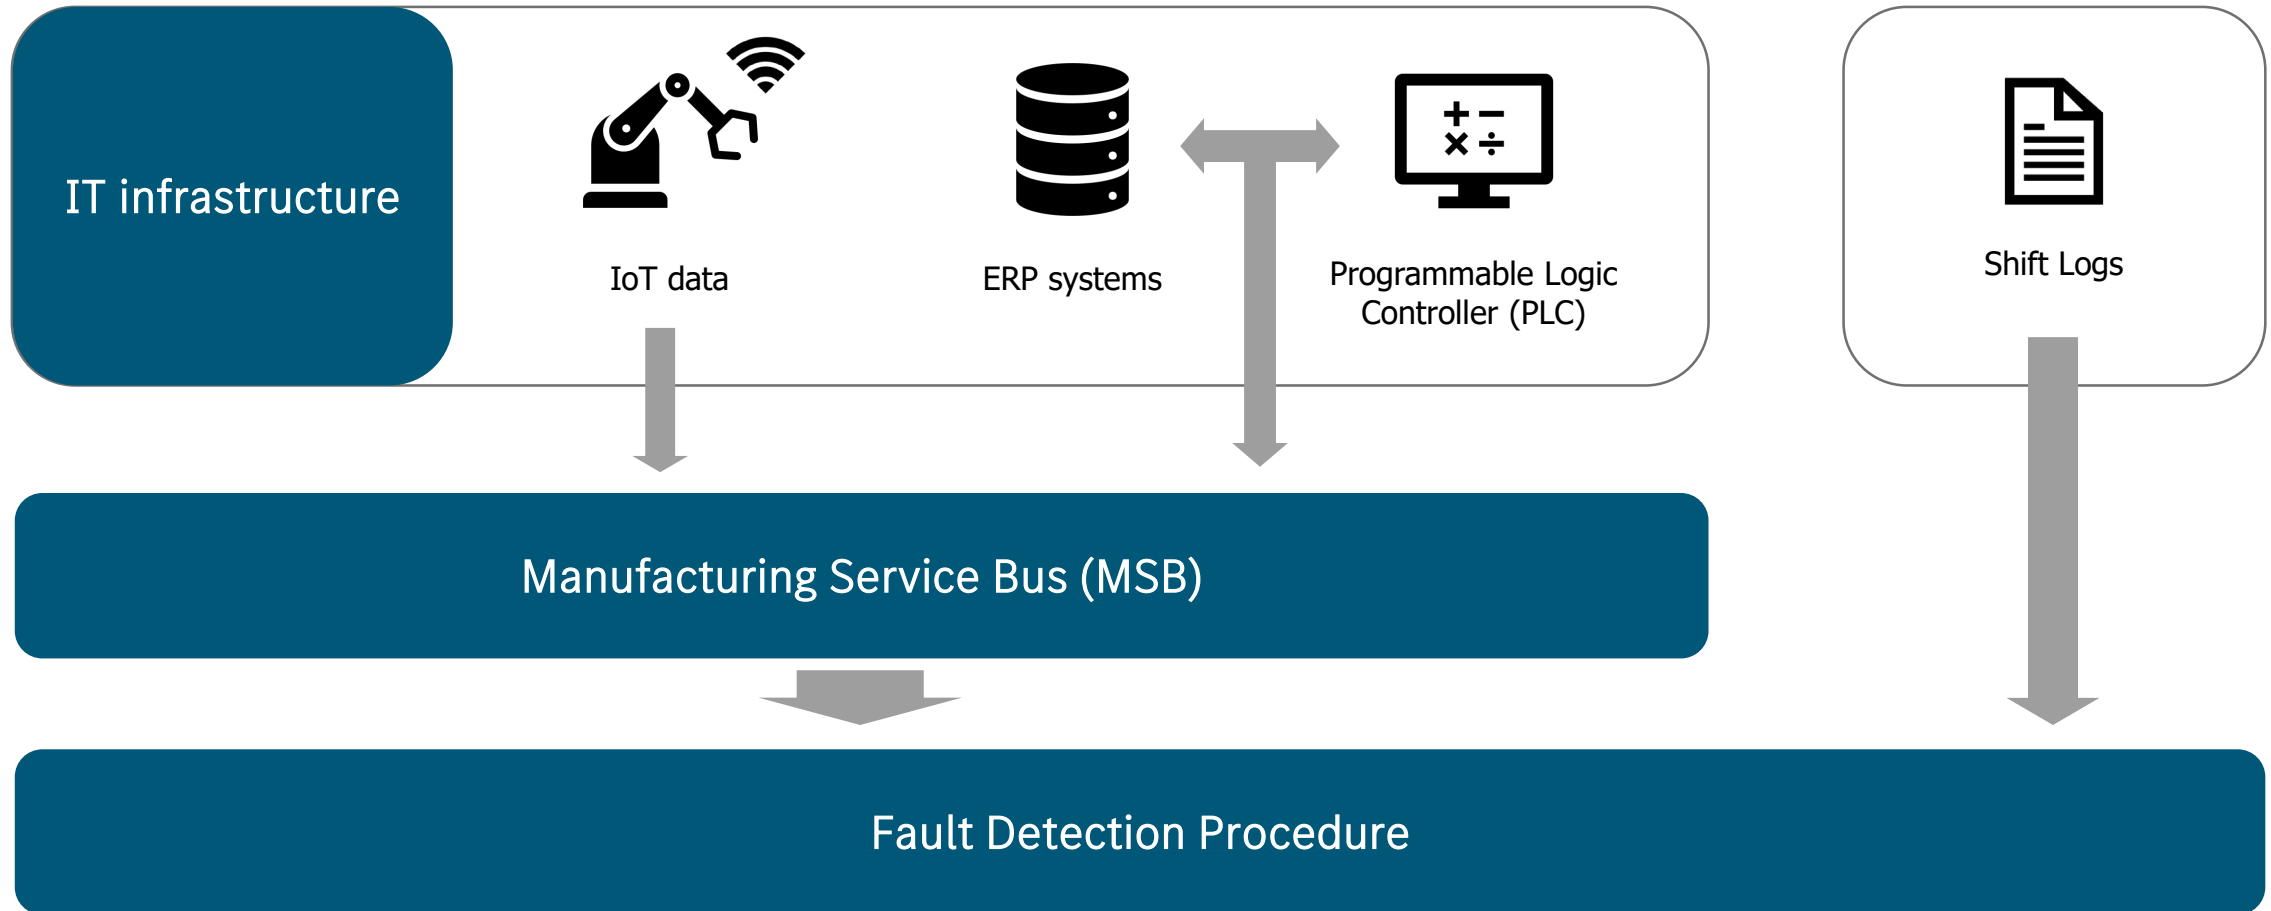 IT infrastructure
IoT data
ERP systems
Programmable Logic
Controller (PLC)
Shift Logs
Manufacturing Service Bus (MSB)
Fault Detection Procedure